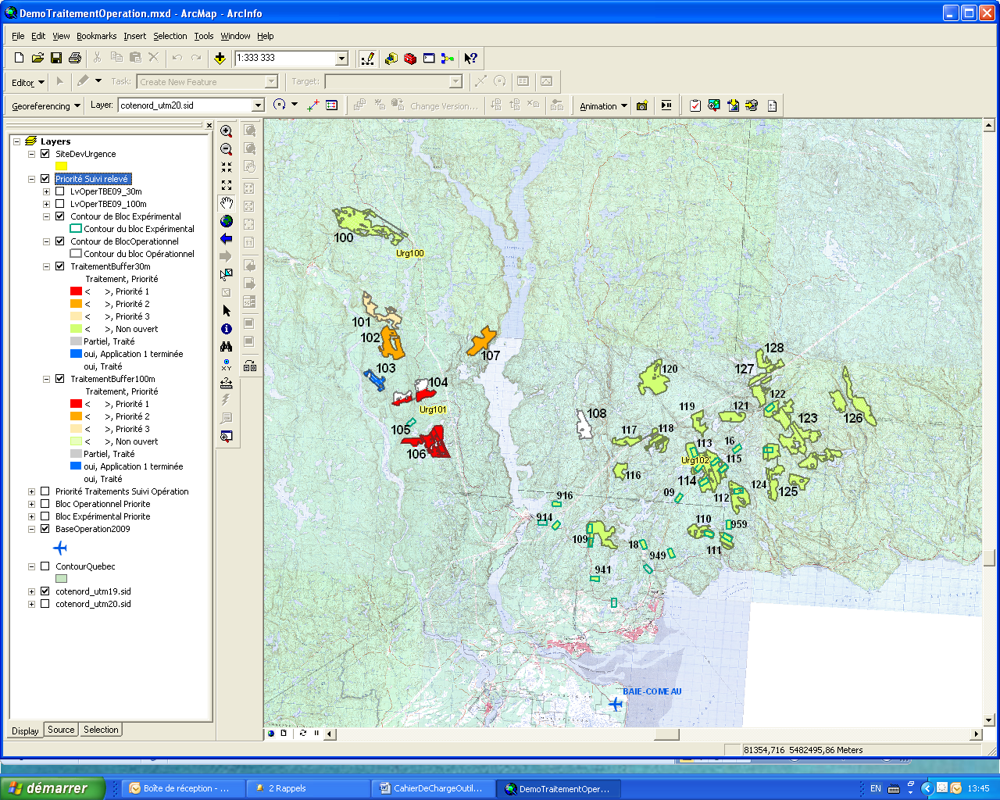 DemoTraitementOperation.mxd - ArcMap - ArcInfo
File Edit View Bookmarks Insert Selection Tools Window Help
1:333 333
Editor Task: Create New Feature Target:
Georeferencing Layer: cotenord_utm20.sid Change Version... Animation
Layers
SiteDevUrgence
Priorité Suivi relevé
LvOperTBE09_30m
LvOperTBE09_100m
Contour de Bloc Expérimental
Contour du bloc Expérimental
Contour de BlocOperationnel
Contour du bloc Opérationnel
TraitementBuffer30m
Traitement, Priorité
< >, Priorité 1
< >, Priorité 2
< >, Priorité 3
< >, Non ouvert
Partiel, Traité
oui, Application 1 terminée
oui, Traité
TraitementBuffer100m
Traitement, Priorité
< >, Priorité 1
< >, Priorité 2
< >, Priorité 3
< >, Non ouvert
Partiel, Traité
oui, Application 1 terminée
oui, Traité
Priorité Traitements Suivi Opération
Bloc Operationnel Priorite
Bloc Expérimental Priorite
BaseOperation2009
ContourQuebec
cotenord_utm19.sid
cotenord_utm20.sid
Display Source Selection
100
Urg100
101
102
107
103
104
Urg101
105
106
108
128
127
120
122
121
119
123
126
117
118
113
16
Urg102
115
116
114
124
125
09
112
916
914
110
959
109
18
111
949
941
BAIE-COMEAU
81354,716 5482495,86 Meters
démarrer
Boîte de réception - ...
2 Rappels
CahierDeChargeOutil...
DemoTraitementOper...
EN
13:45